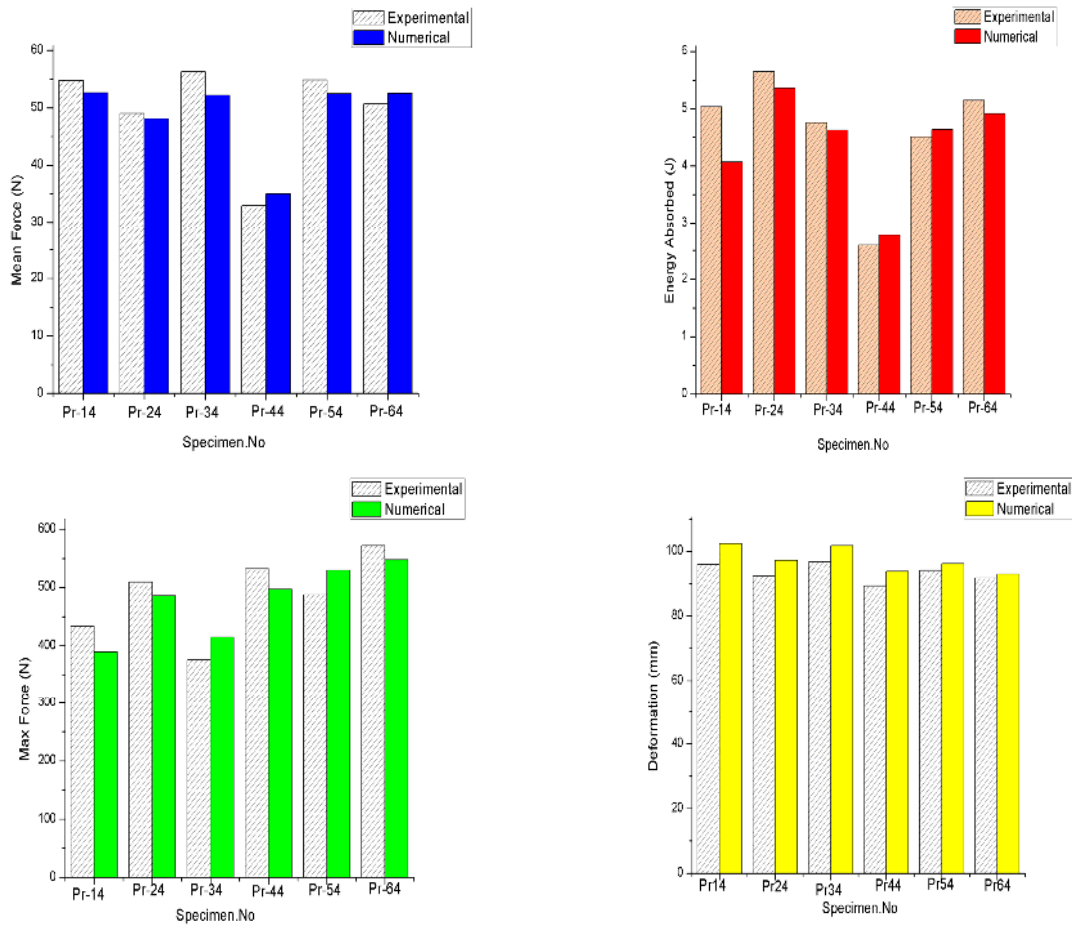 Experimental
Numerical
60
50
40
30
20
10
0
Mean Force (N)
Pr-14 Pr-24 Pr-34 Pr-44 Pr-54 Pr-64
Specimen.No
Experimental
Numerical
6
5
4
3
2
1
0
Energy Absorbed (J)
Pr-14 Pr-24 Pr-34 Pr-44 Pr-54 Pr-64
Specimen.No
Experimental
Numerical
600
500
400
300
200
100
0
Max Force (N)
Pr-14 Pr-24 Pr-34 Pr-44 Pr-54 Pr-64
Specimen.No
Experimental
Numerical
100
80
60
40
20
0
Deformation (mm)
Pr14 Pr24 Pr34 Pr44 Pr54 Pr64
Specimen.No